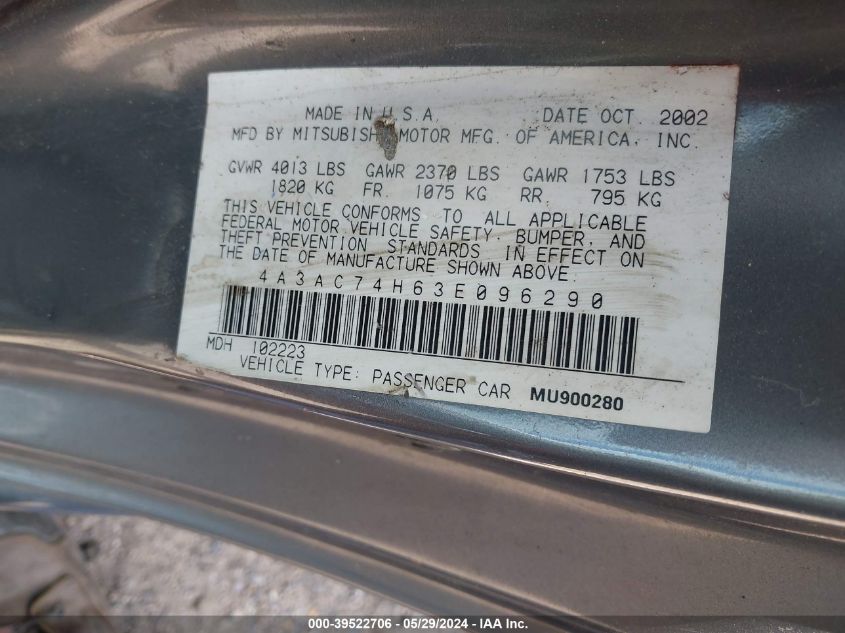 MADE IN U.S.A. DATE OCT. 2002
MFD BY MITSUBISHI MOTOR MFG. OF AMERICA, INC.
GVWR 4013 LBS GAWR 2370 LBS GAWR 1753 LBS
1820 KG FR. 1075 KG RR. 795 KG
THIS VEHICLE CONFORMS TO ALL APPLICABLE
FEDERAL MOTOR VEHICLE SAFETY, BUMPER, AND
THEFT PREVENTION STANDARDS IN EFFECT ON
THE DATE OF MANUFACTURE SHOWN ABOVE.
4A3AC74H63E096290
MDH 102223
VEHICLE TYPE: PASSENGER CAR MU900280
000-39522706 - 05/29/2024 - IAA Inc.